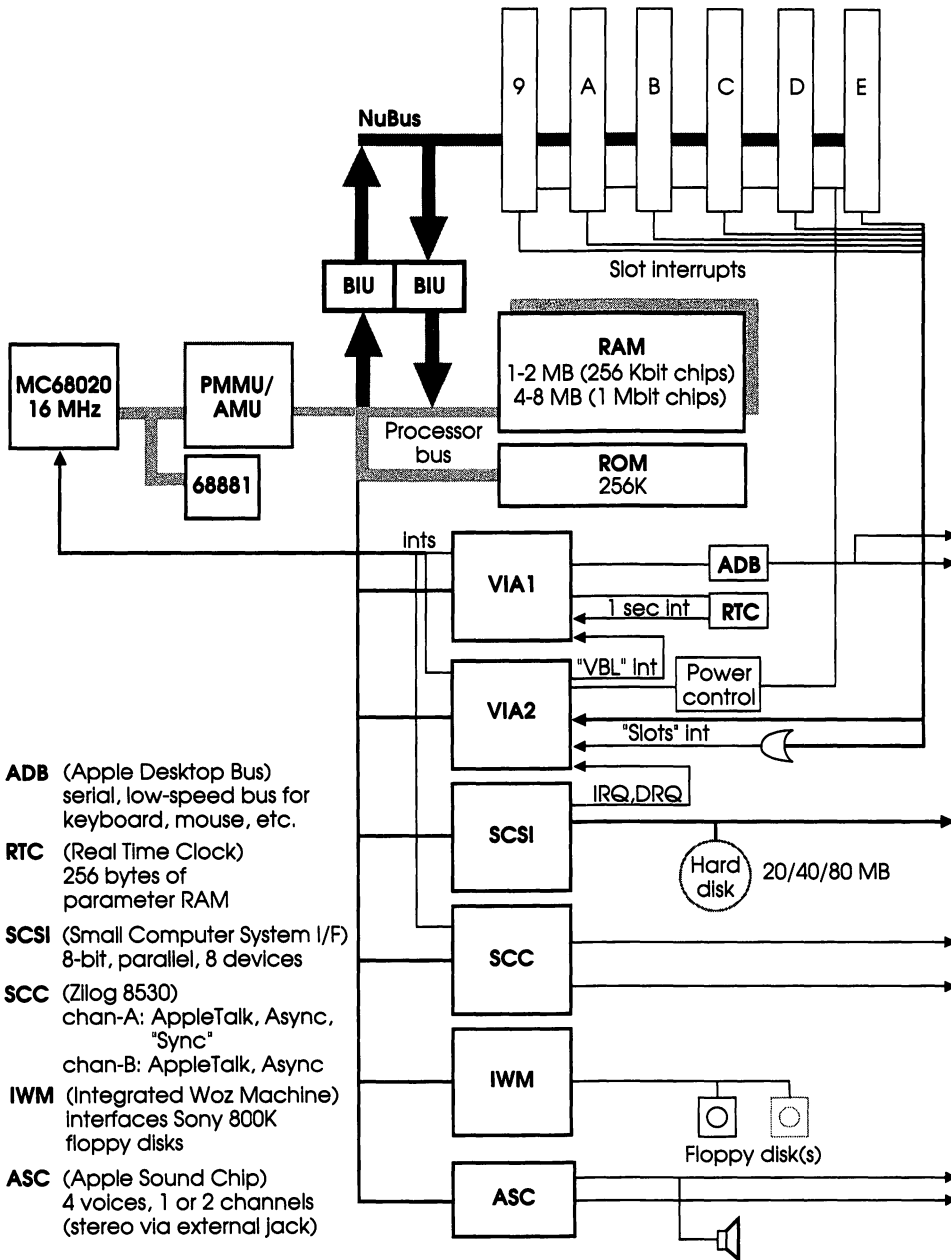 9 A B C D E
NuBus
BIU BIU
Slot interrupts
RAM
1-2 MB (256 Kbit chips)
4-8 MB (1 Mbit chips)
MC68020
16 MHz
PMMU/
AMU
Processor
bus
68881
ROM
256K
ints
VIA1
ADB
1 sec int
RTC
"VBL" int
Power
control
VIA2
"Slots" int
IRQ,DRQ
SCSI
Hard
disk
20/40/80 MB
SCC
IWM
Floppy disk(s)
ASC
ADB (Apple Desktop Bus)
serial, low-speed bus for
keyboard, mouse, etc.
RTC (Real Time Clock)
256 bytes of
parameter RAM
SCSI (Small Computer System I/F)
8-bit, parallel, 8 devices
SCC (Zilog 8530)
chan-A: AppleTalk, Async,
"Sync"
chan-B: AppleTalk, Async
IWM (Integrated Woz Machine)
interfaces Sony 800K
floppy disks
ASC (Apple Sound Chip)
4 voices, 1 or 2 channels
(stereo via external jack)